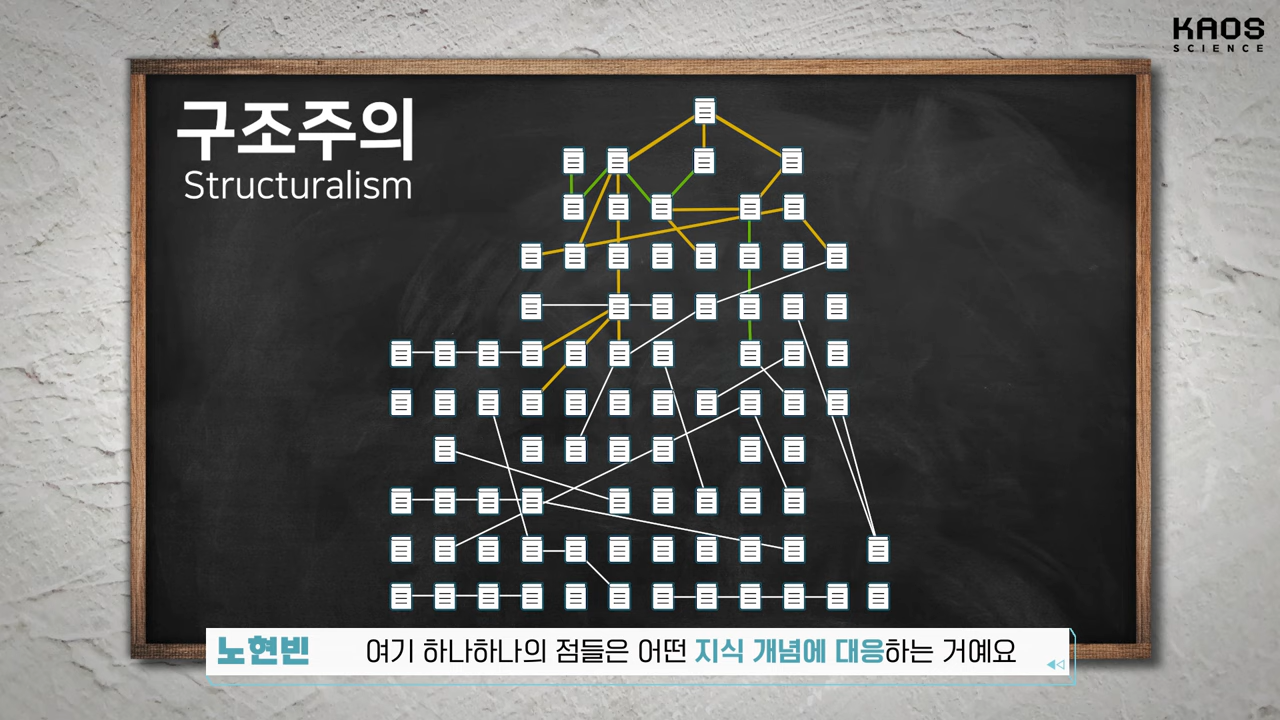 KAOS
SCIENCE
구조주의
Structuralism
노현빈 여기 하나하나의 점들은 어떤 지식 개념에 대응하는 거예요